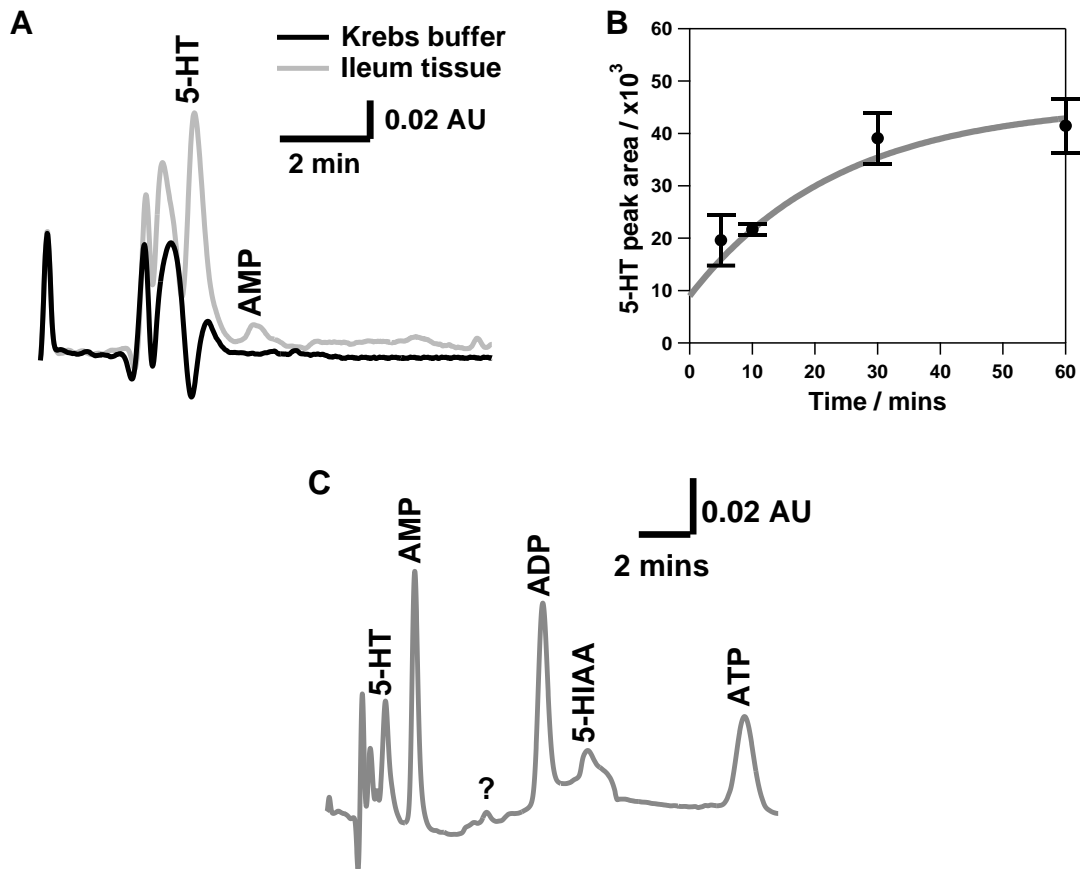 A
5-HT
AMP
Krebs buffer
Ileum tissue
0.02 AU
2 min
B
5-HT peak area / x10³
60
50
40
30
20
10
0
0 10 20 30 40 50 60
Time / mins
C
5-HT
AMP
?
ADP
5-HIAA
ATP
0.02 AU
2 mins